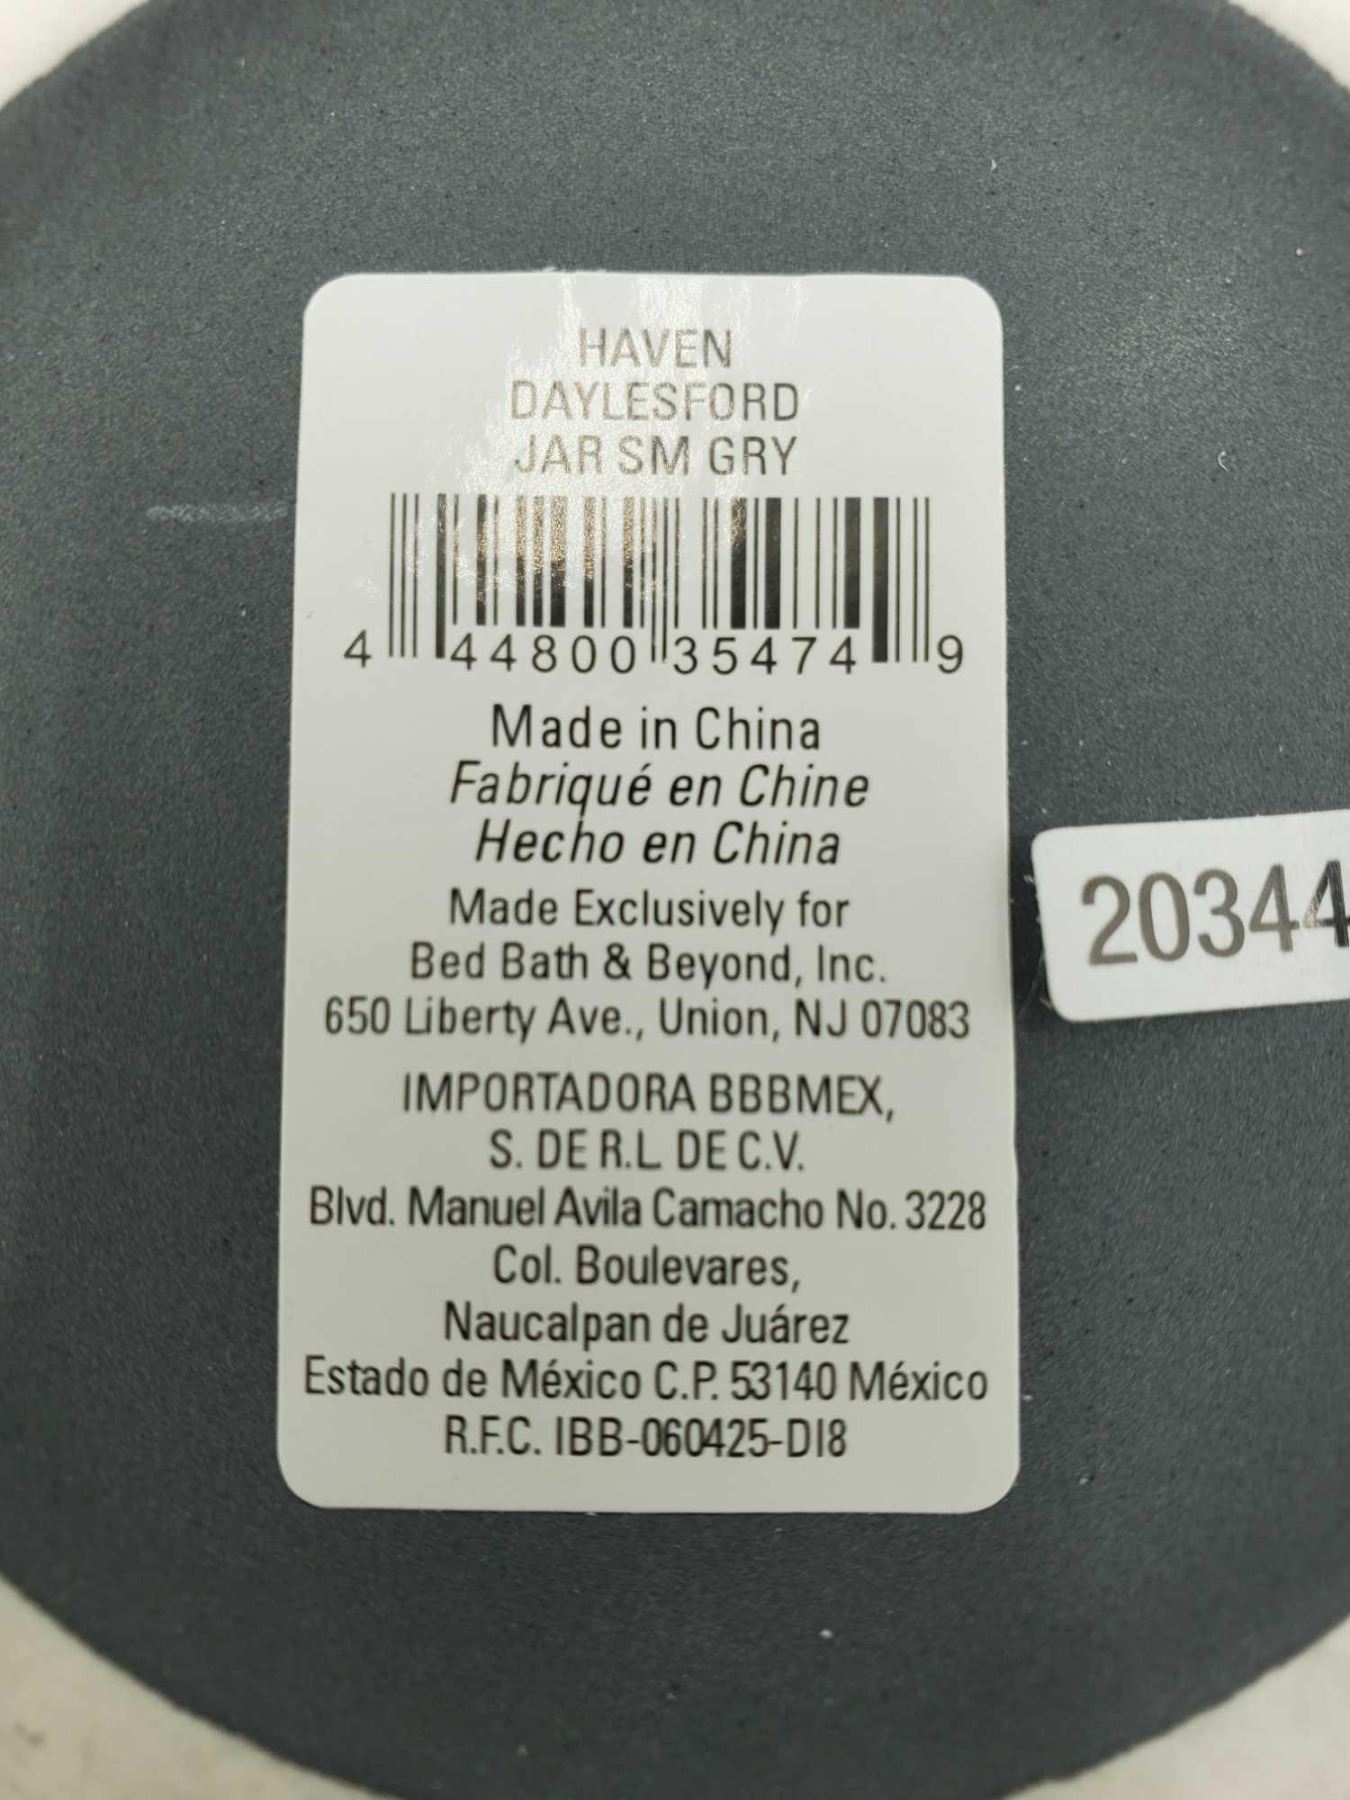 HAVEN
DAYLESFORD
JAR SM GRY
4 44800 35474 9
Made in China
Fabriqué en Chine
Hecho en China
Made Exclusively for
Bed Bath & Beyond, Inc.
650 Liberty Ave., Union, NJ 07083
IMPORTADORA BBBMEX,
S. DE R.L. DE C.V.
Blvd. Manuel Avila Camacho No. 3228
Col. Boulevares,
Naucalpan de Juárez
Estado de México C.P. 53140 México
R.F.C. IBB-060425-DI8
20344